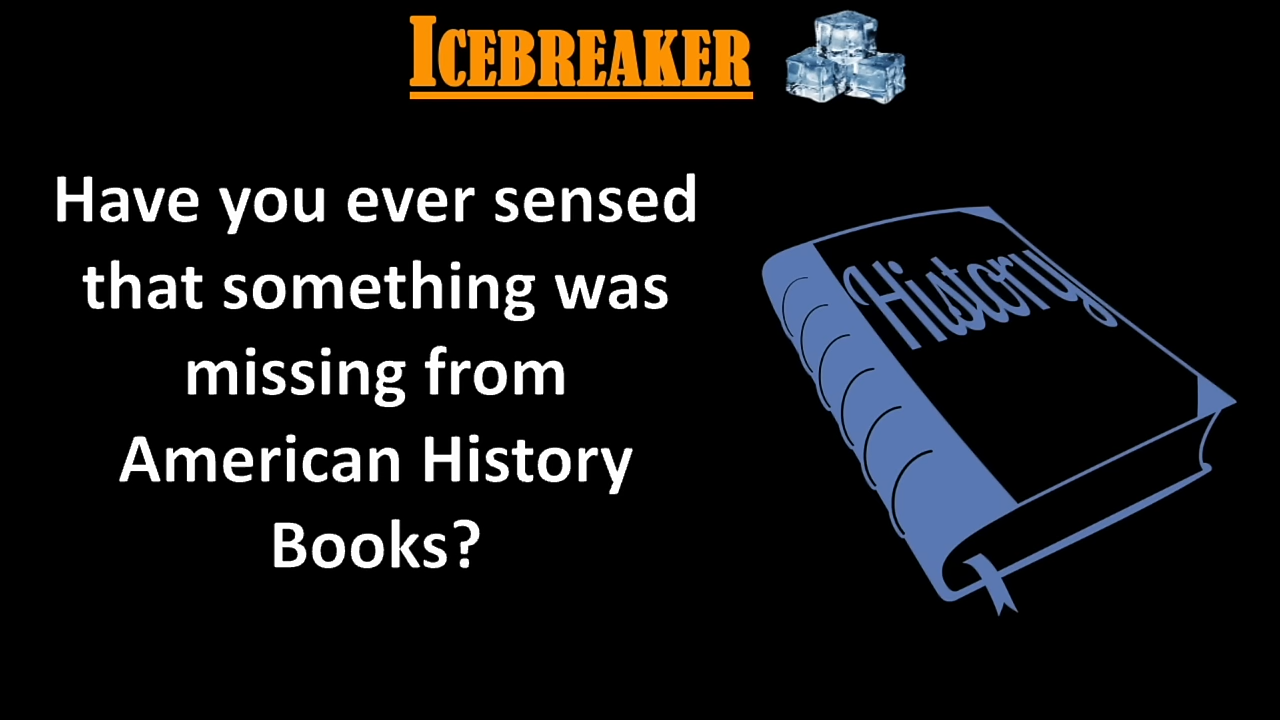 ICEBREAKER
Have you ever sensed
that something was
missing from
American History
Books?
History